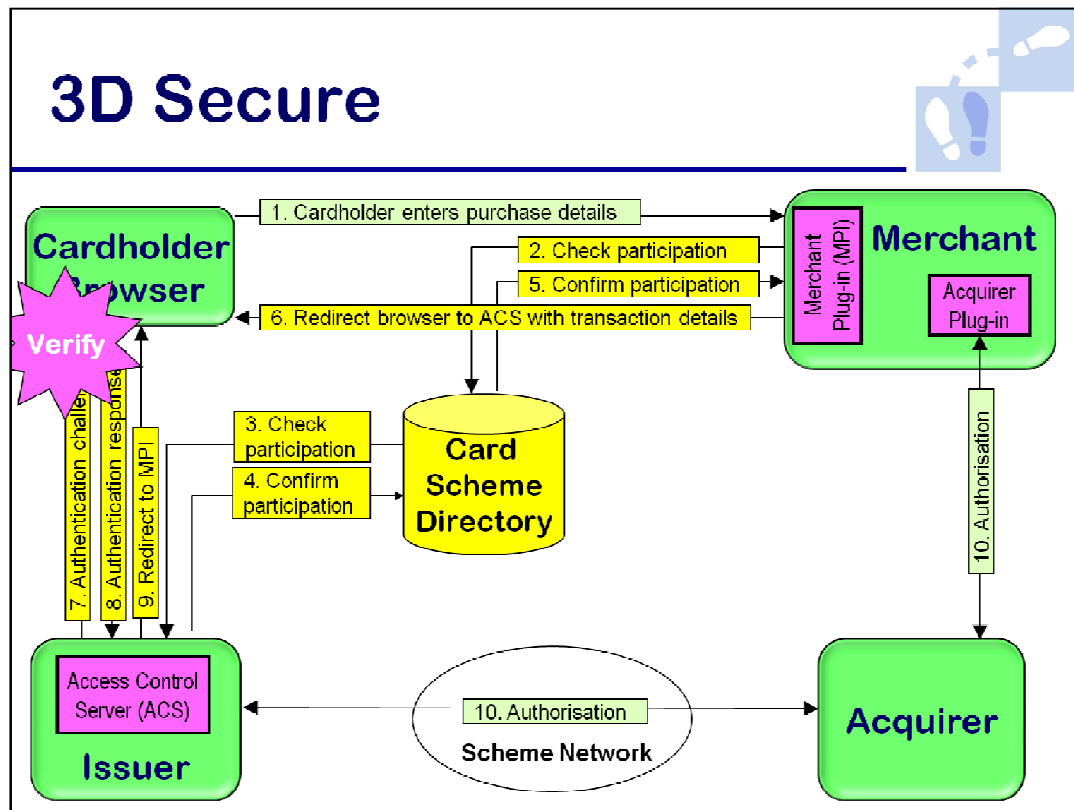 3D Secure
1. Cardholder enters purchase details
Cardholder
Browser
Verify
2. Check participation
5. Confirm participation
6. Redirect browser to ACS with transaction details
Merchant
Plug-in (MPI)
Merchant
Acquirer
Plug-in
3. Check
participation
4. Confirm
participation
Card
Scheme
Directory
7. Authentication challe
8. Authentication response
9. Redirect to MPI
10. Authorisation
Access Control
Server (ACS)
Issuer
10. Authorisation
Scheme Network
Acquirer